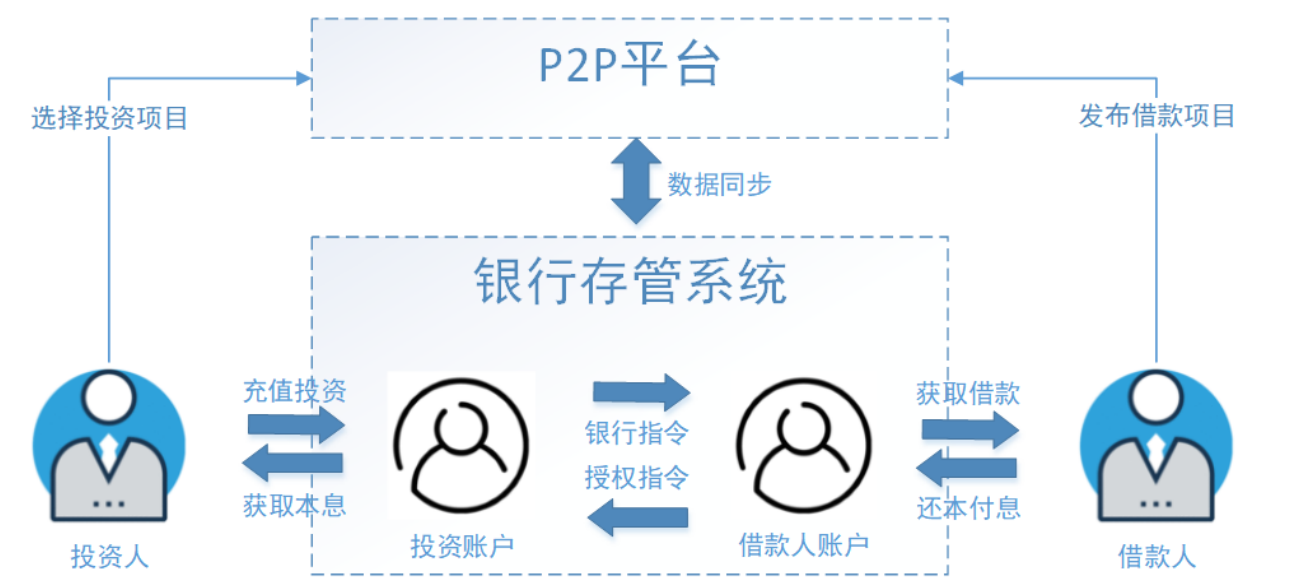 P2P平台
选择投资项目
发布借款项目
数据同步
银行存管系统
充值投资
获取借款
银行指令
授权指令
获取本息
还本付息
投资人
投资账户
借款人账户
借款人